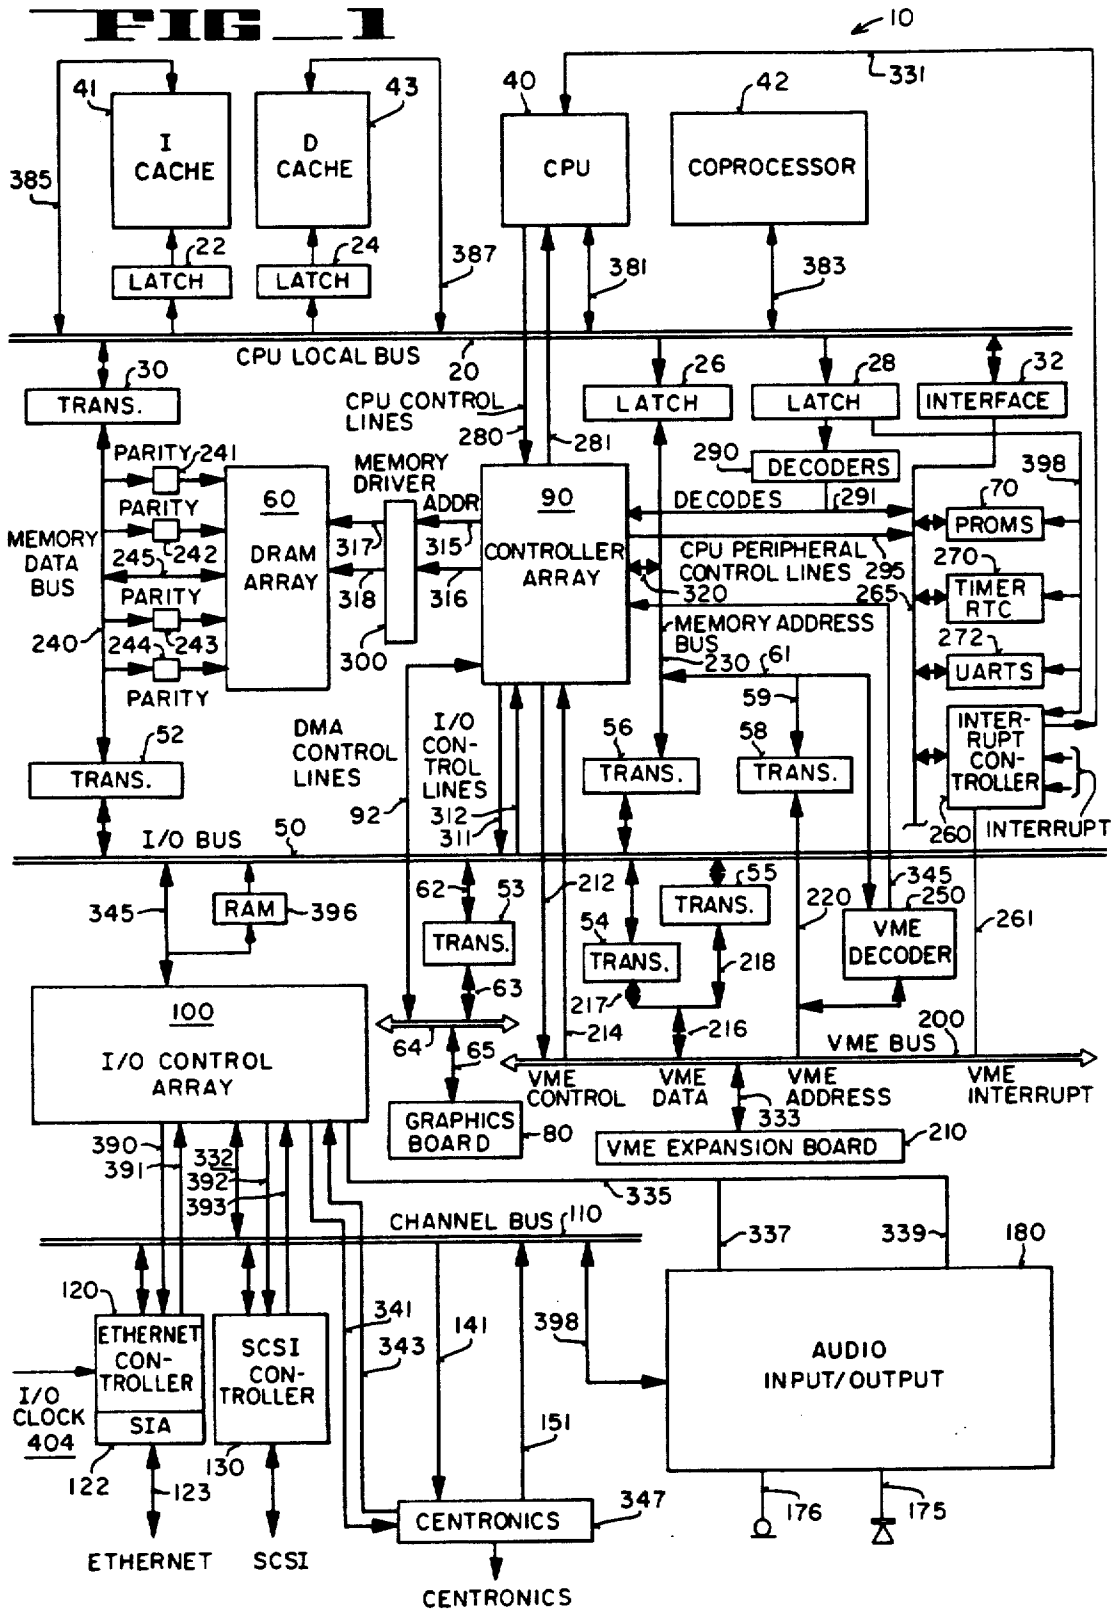 FIG_1
10
331
41
I
CACHE
43
D
CACHE
40
CPU
42
COPROCESSOR
385
22
LATCH
24
LATCH
387
381
383
CPU LOCAL BUS
20
30
TRANS.
CPU CONTROL
LINES
280
281
26
LATCH
28
LATCH
32
INTERFACE
398
PARITY
241
PARITY
242
245
MEMORY
DATA
BUS
PARITY
243
244
240
PARITY
60
DRAM
ARRAY
MEMORY
DRIVER
ADDR
317
315
318
316
300
90
CONTROLLER
ARRAY
290
DECODERS
DECODES
291
CPU PERIPHERAL
CONTROL LINES
295
320
265
70
PROMS
270
TIMER
RTC
272
UARTS
MEMORY ADDRESS
BUS
230
61
59
INTER-
RUPT
CON-
TROLLER
260
INTERRUPT
52
TRANS.
DMA
CONTROL
LINES
92
I/O
CON-
TROL
LINES
312
311
56
TRANS.
58
TRANS.
I/O BUS
50
345
RAM
396
62
53
TRANS.
63
212
54
TRANS.
55
TRANS.
217
218
216
214
220
345
250
VME
DECODER
261
100
I/O CONTROL
ARRAY
64
65
VME BUS
200
VME
CONTROL
VME
DATA
VME
ADDRESS
VME
INTERRUPT
GRAPHICS
BOARD
80
333
VME EXPANSION BOARD
210
390
391
332
392
393
335
CHANNEL BUS
110
337
339
180
120
ETHERNET
CON-
TROLLER
SIA
I/O
CLOCK
404
122
123
ETHERNET
SCSI
CON-
TROLLER
130
SCSI
341
343
141
151
398
AUDIO
INPUT/OUTPUT
176
175
CENTRONICS
347
CENTRONICS